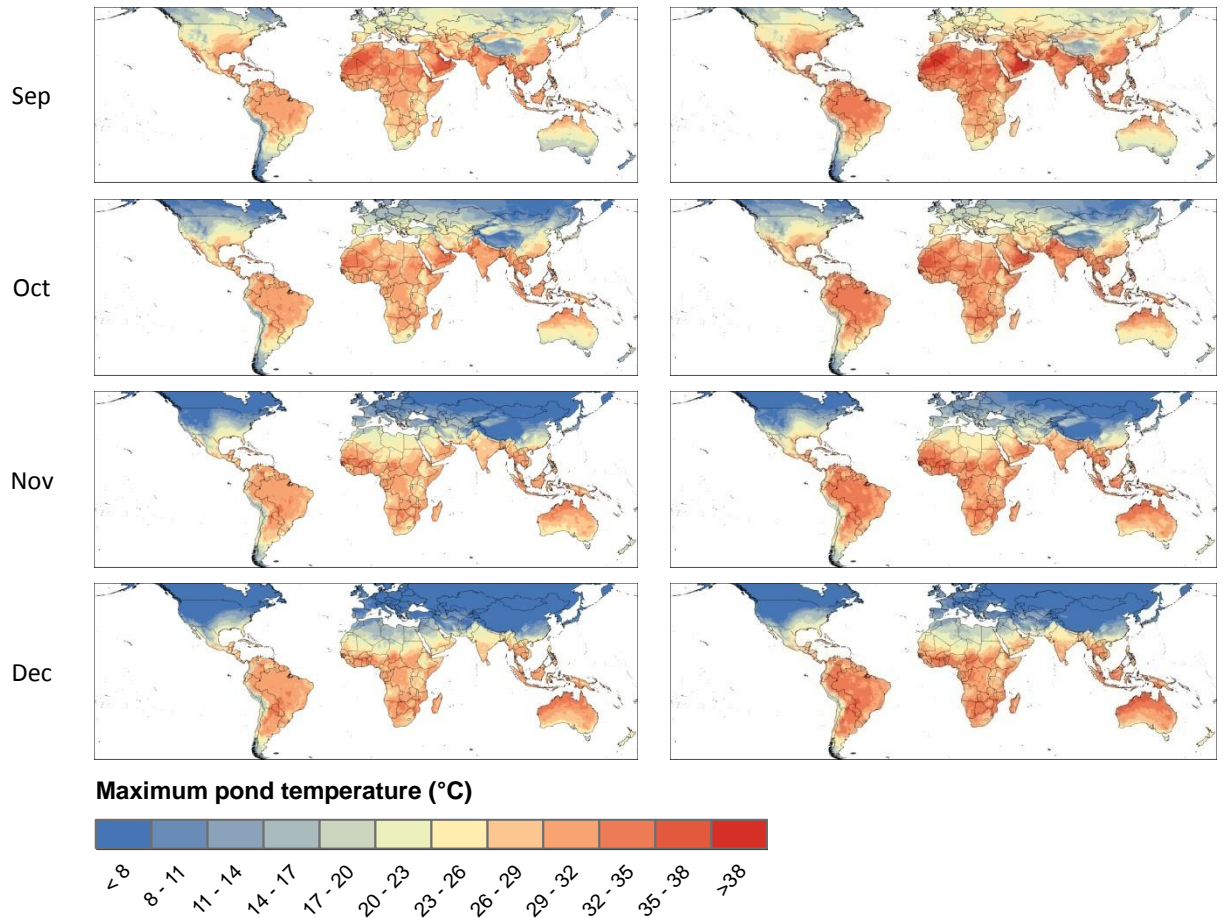 Sep
Oct
Nov
Dec
Maximum pond temperature (°C)
< 8
8 - 11
11 - 14
14 - 17
17 - 20
20 - 23
23 - 26
26 - 29
29 - 32
32 - 35
35 - 38
>38